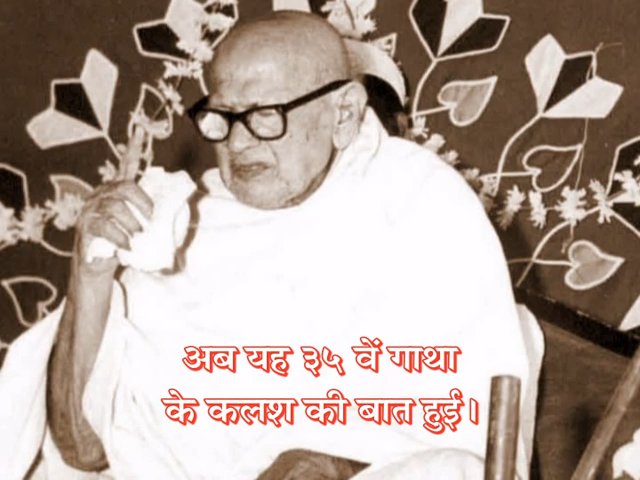 अब यह ३५ वें गाथा
के कलश की बात हुई।